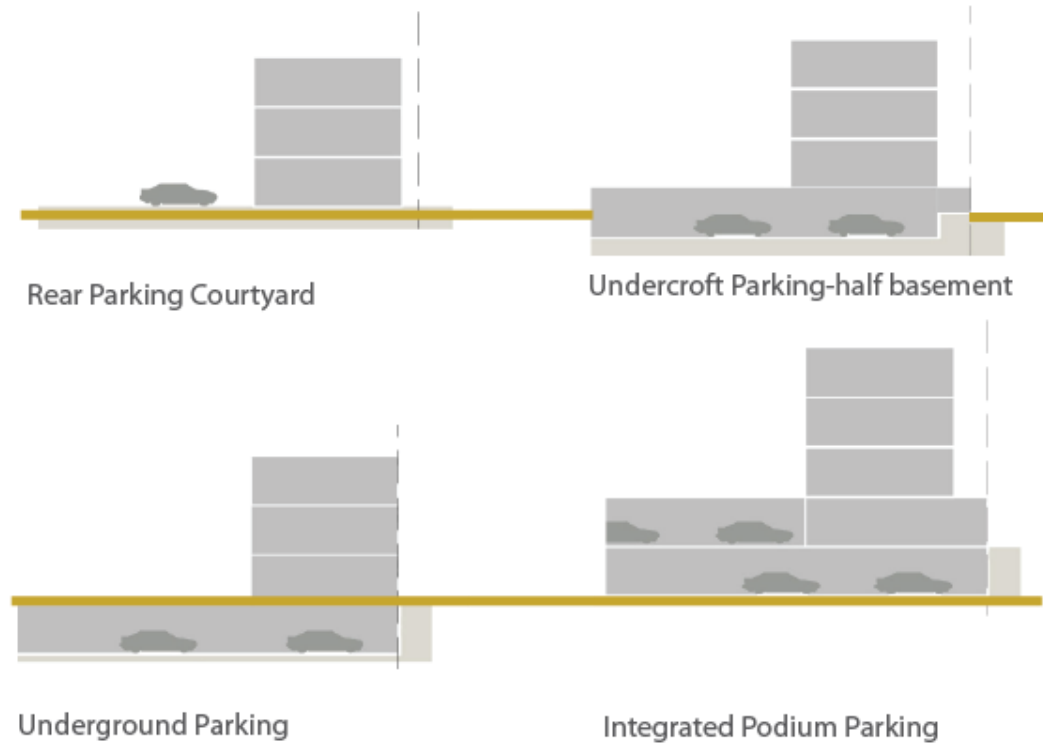 Rear Parking Courtyard
Undercroft Parking-half basement
Underground Parking
Integrated Podium Parking